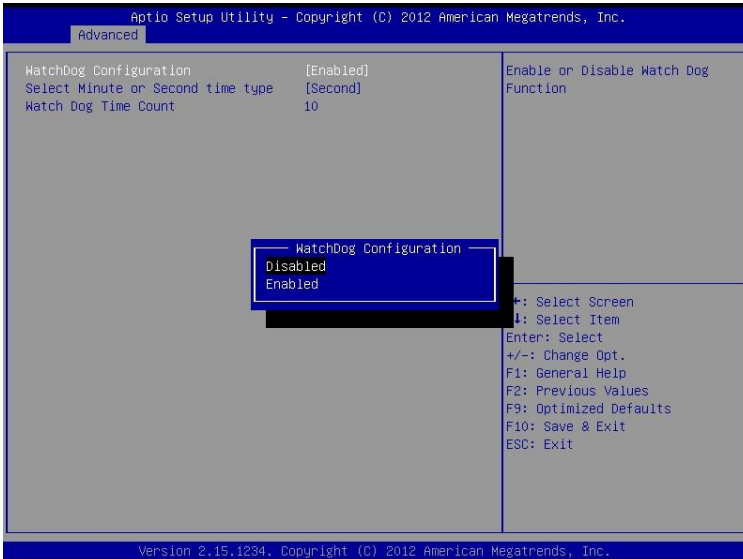 Aptio Setup Utility – Copyright (C) 2012 American Megatrends, Inc.
Advanced
WatchDog Configuration [Enabled]
Select Minute or Second time type [Second]
Watch Dog Time Count 10
Enable or Disable Watch Dog
Function
WatchDog Configuration
Disabled
Enabled
: Select Screen
: Select Item
Enter: Select
+/-: Change Opt.
F1: General Help
F2: Previous Values
F9: Optimized Defaults
F10: Save & Exit
ESC: Exit
Version 2.15.1234. Copyright (C) 2012 American Megatrends, Inc.